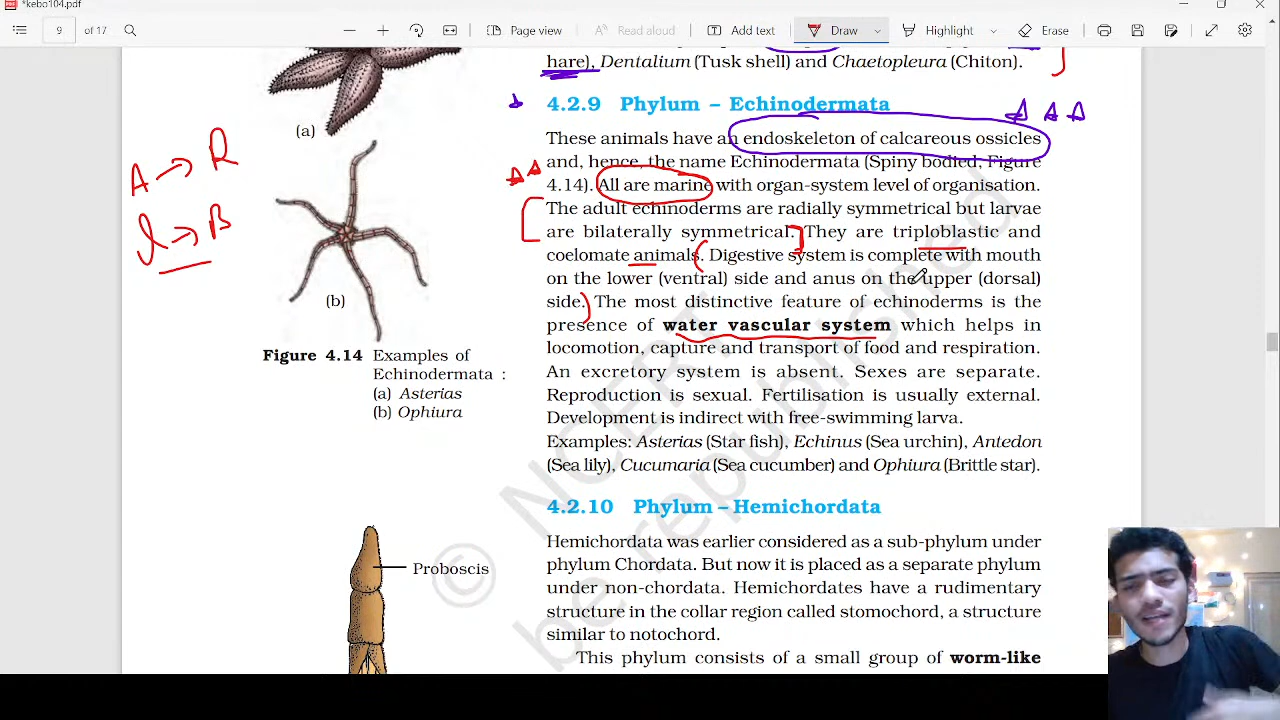 *kebo104.pdf
9 of 17
Page view
Read aloud
Add text
Draw
Highlight
Erase
hare), Dentalium (Tusk shell) and Chaetopleura (Chiton).
(a)
(b)
A → R
l → B
Figure 4.14 Examples of
Echinodermata :
(a) Asterias
(b) Ophiura
4.2.9 Phylum – Echinodermata
These animals have an endoskeleton of calcareous ossicles
and, hence, the name Echinodermata (Spiny bodied, Figure
4.14). All are marine with organ-system level of organisation.
The adult echinoderms are radially symmetrical but larvae
are bilaterally symmetrical. They are triploblastic and
coelomate animals. Digestive system is complete with mouth
on the lower (ventral) side and anus on the upper (dorsal)
side. The most distinctive feature of echinoderms is the
presence of water vascular system which helps in
locomotion, capture and transport of food and respiration.
An excretory system is absent. Sexes are separate.
Reproduction is sexual. Fertilisation is usually external.
Development is indirect with free-swimming larva.
Examples: Asterias (Star fish), Echinus (Sea urchin), Antedon
(Sea lily), Cucumaria (Sea cucumber) and Ophiura (Brittle star).
4.2.10 Phylum – Hemichordata
Hemichordata was earlier considered as a sub-phylum under
phylum Chordata. But now it is placed as a separate phylum
under non-chordata. Hemichordates have a rudimentary
structure in the collar region called stomochord, a structure
similar to notochord.
This phylum consists of a small group of worm-like
Proboscis
© NCERT
be republished